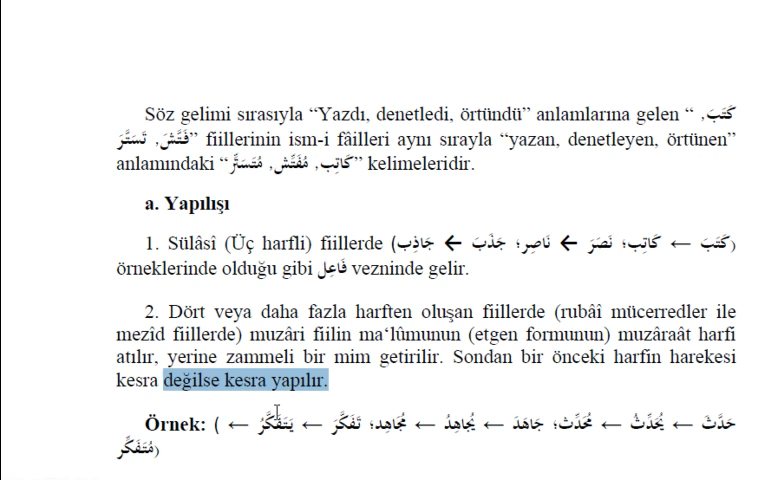 Söz gelimi sırasıyla “Yazdı, denetledi, örtündü” anlamlarına gelen “ كَتَبَ,
فَتَّشَ, تَسَتَّرَ” fiillerinin ism-i fâilleri aynı sırayla “yazan, denetleyen, örtünen”
anlamındaki “كَاتِب, مُفَتِّش, مُتَسَتَّرِّ” kelimeleridir.
a. Yapılışı
1. Sülâsî (Üç harfli) fiillerde (كَتَبَ ← كَاتِب؛ نَصَرَ ← نَاصِر؛ جَذَبَ ← جَاذِب)
örneklerinde olduğu gibi فَاعِل vezninde gelir.
2. Dört veya daha fazla harften oluşan fiillerde (rubâî mücerredler ile
mezîd fiillerde) muzâri fiilin ma‘lûmunun (etgen formunun) muzâraât harfi
atılır, yerine zammeli bir mim getirilir. Sondan bir önceki harfin harekesi
kesra değilse kesra yapılır.
Örnek: (حَدَّثَ ← يُحَدِّثُ ← مُحَدِّث؛ جَاهَدَ ← يُجَاهِدُ ← مُجَاهِد؛ تَفَكَّرَ ← يَتَفَكَّرُ ←
مُتَفَكِّر)